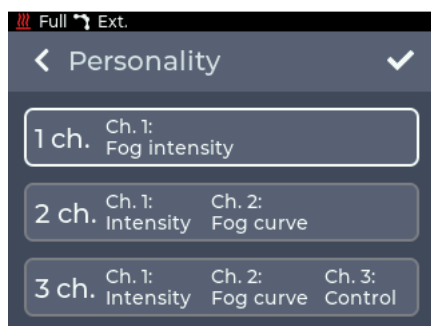 Full Ext.
Personality
1 ch. Ch. 1:
Fog intensity
2 ch. Ch. 1: Ch. 2:
Intensity Fog curve
3 ch. Ch. 1: Ch. 2: Ch. 3:
Intensity Fog curve Control